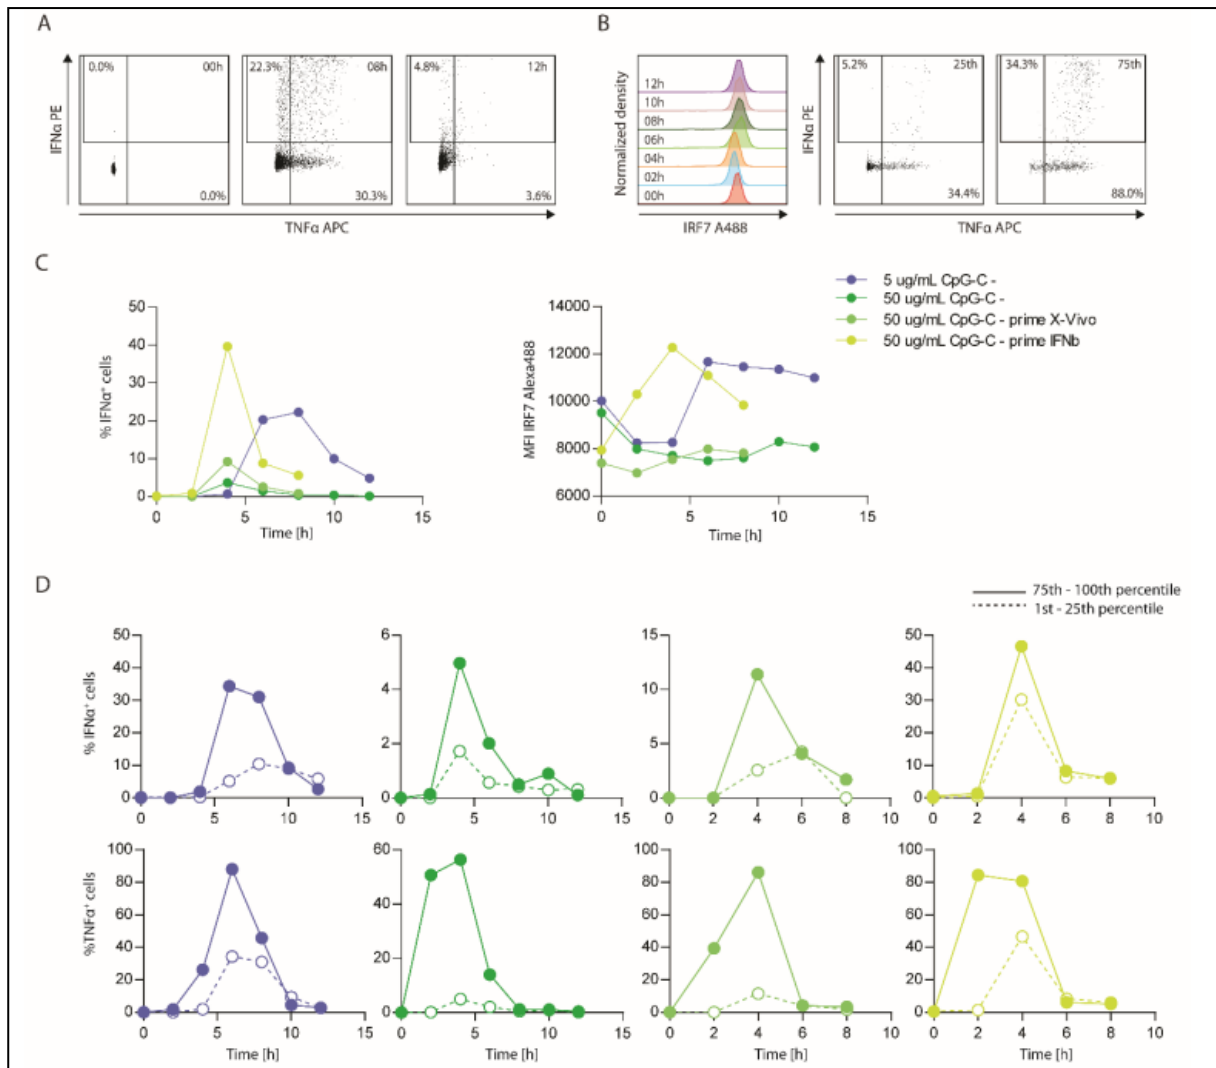 A
B
0.0% 00h
22.3% 08h
4.8% 12h
0.0%
30.3%
3.6%
IFNα PE
TNFα APC
12h
10h
08h
06h
04h
02h
00h
Normalized density
IRF7 A488
5.2% 25th
34.3% 75th
34.4%
88.0%
IFNα PE
TNFα APC
C
5 ug/mL CpG-C -
50 ug/mL CpG-C -
50 ug/mL CpG-C - prime X-Vivo
50 ug/mL CpG-C - prime IFNb
50
40
30
20
10
0
% IFNα⁺ cells
0 5 10 15
Time [h]
14000
12000
10000
8000
6000
MFI IRF7 Alexa488
0 5 10 15
Time [h]
D
75th - 100th percentile
1st - 25th percentile
% IFNα⁺ cells
50
40
30
20
10
0
0 5 10 15
6
4
2
0
0 5 10 15
15
10
5
0
0 2 4 6 8 10
50
40
30
20
10
0
0 2 4 6 8 10
%TNFα⁺ cells
100
80
60
40
20
0
0 5 10 15
Time [h]
60
40
20
0
0 5 10 15
Time [h]
100
80
60
40
20
0
0 2 4 6 8 10
Time [h]
100
80
60
40
20
0
0 2 4 6 8 10
Time [h]